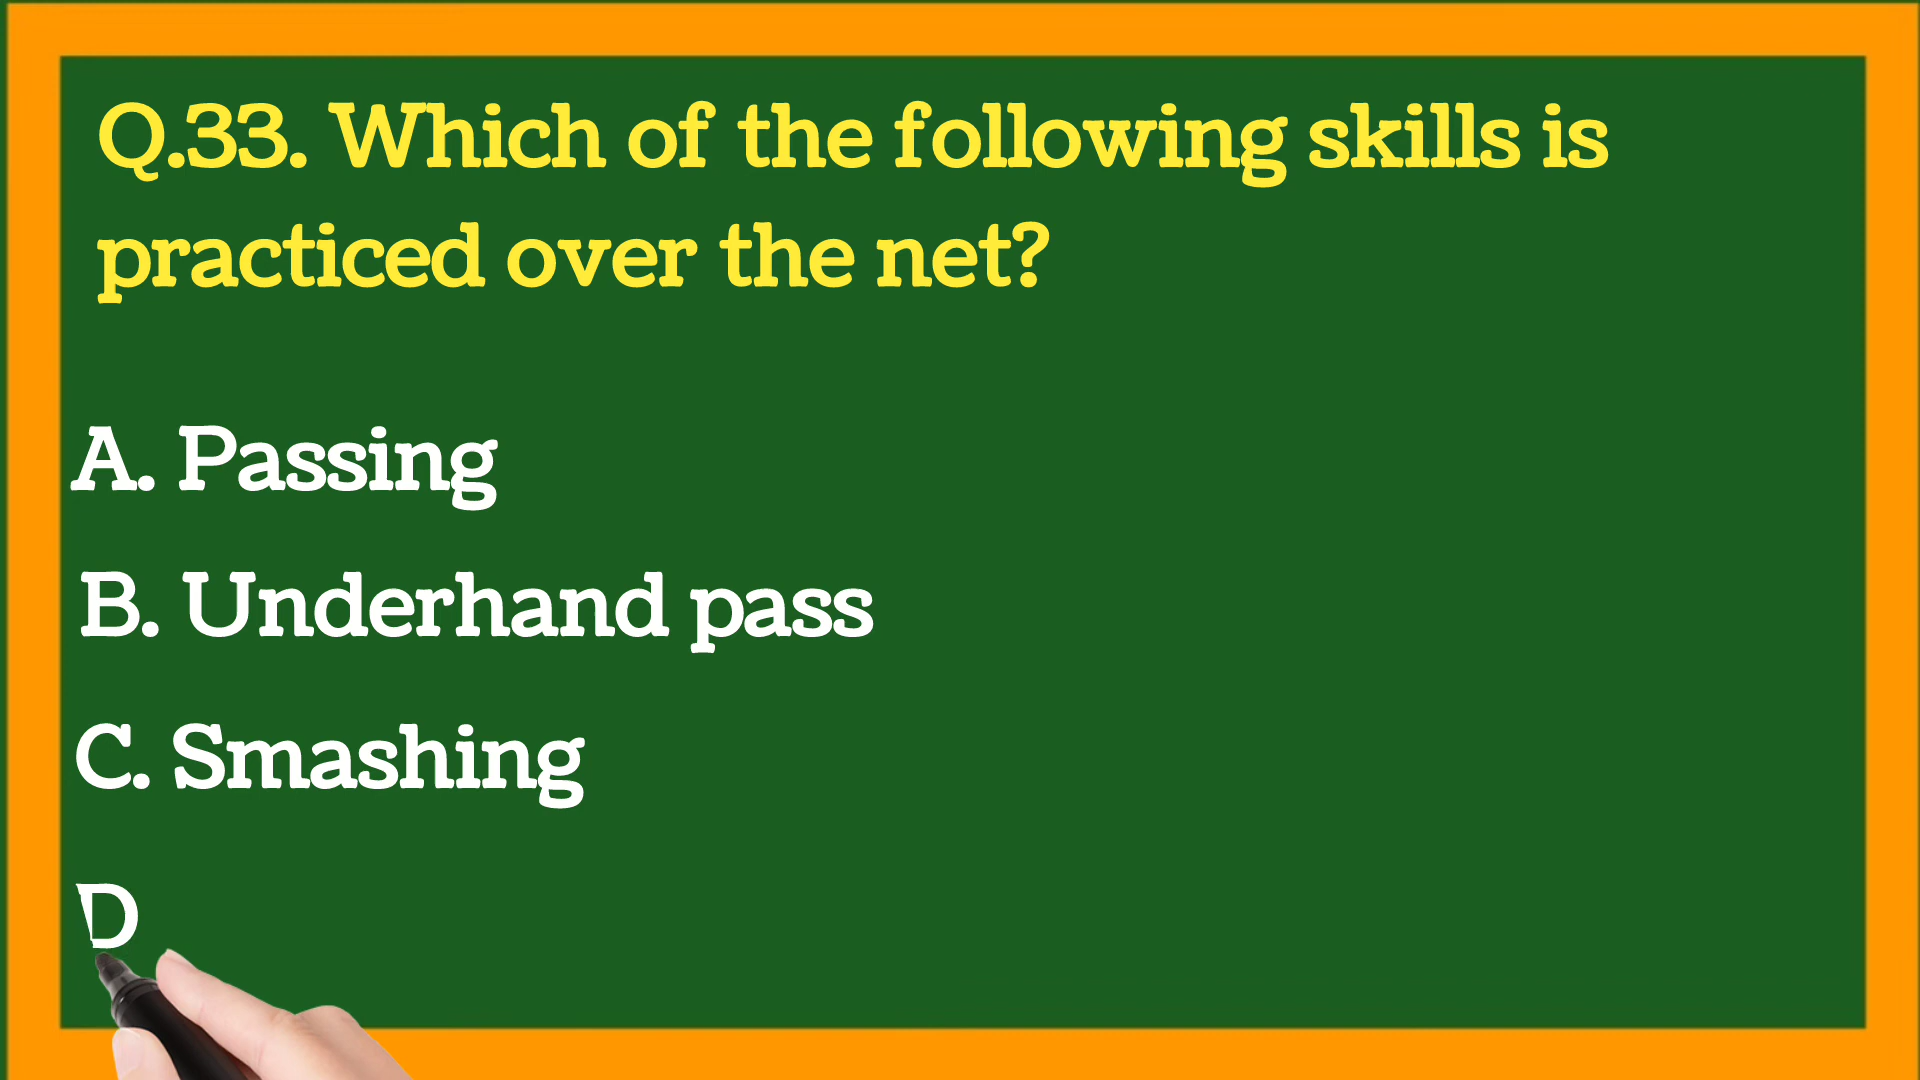 Q.33. Which of the following skills is
practiced over the net?
A. Passing
B. Underhand pass
C. Smashing
D